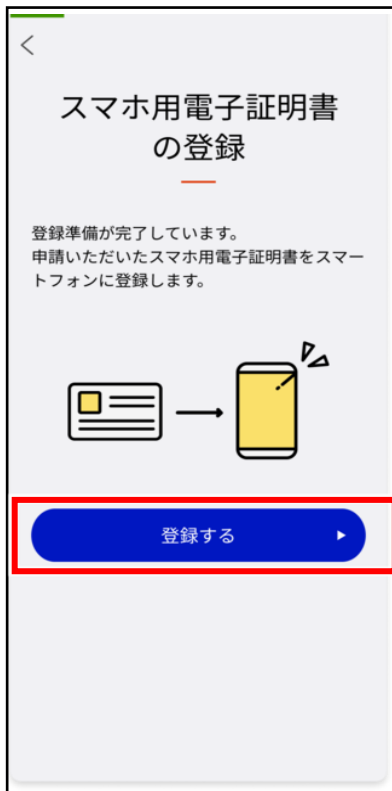 スマホ用電子証明書
の登録
登録準備が完了しています。
申請いただいたスマホ用電子証明書をスマー
トフォンに登録します。
登録する